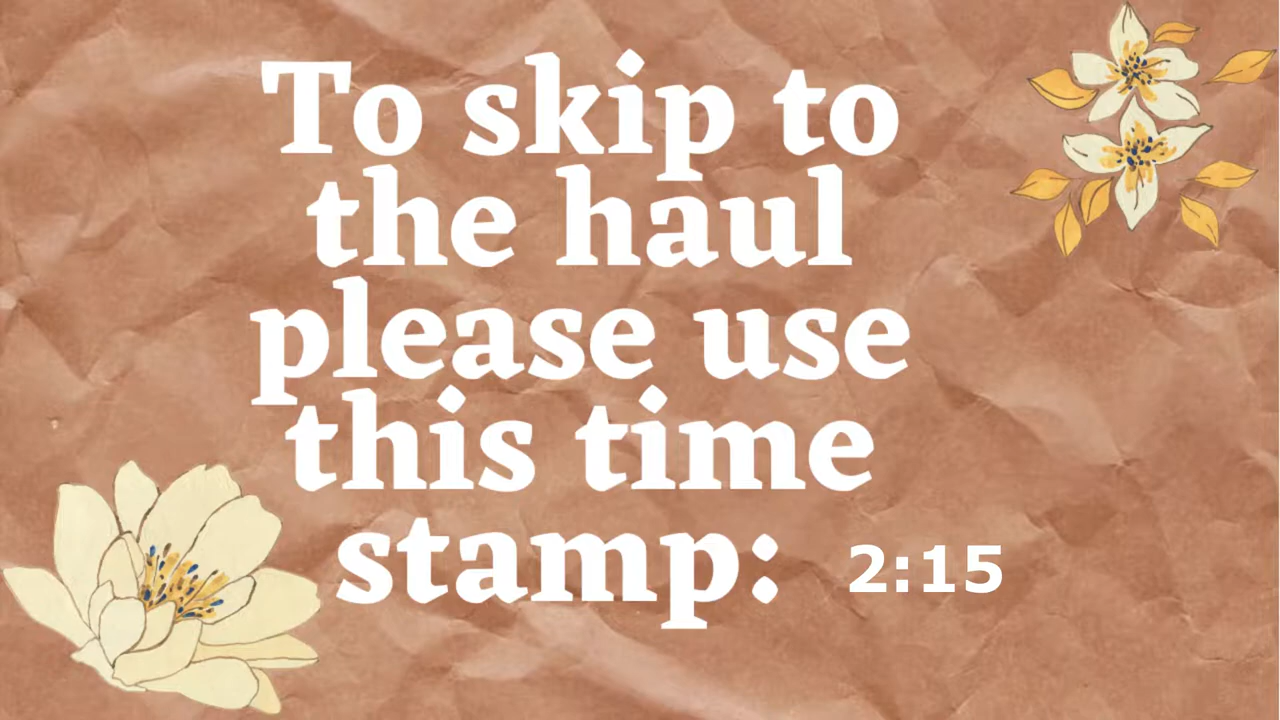 To skip to
the haul
please use
this time
stamp: 2:15